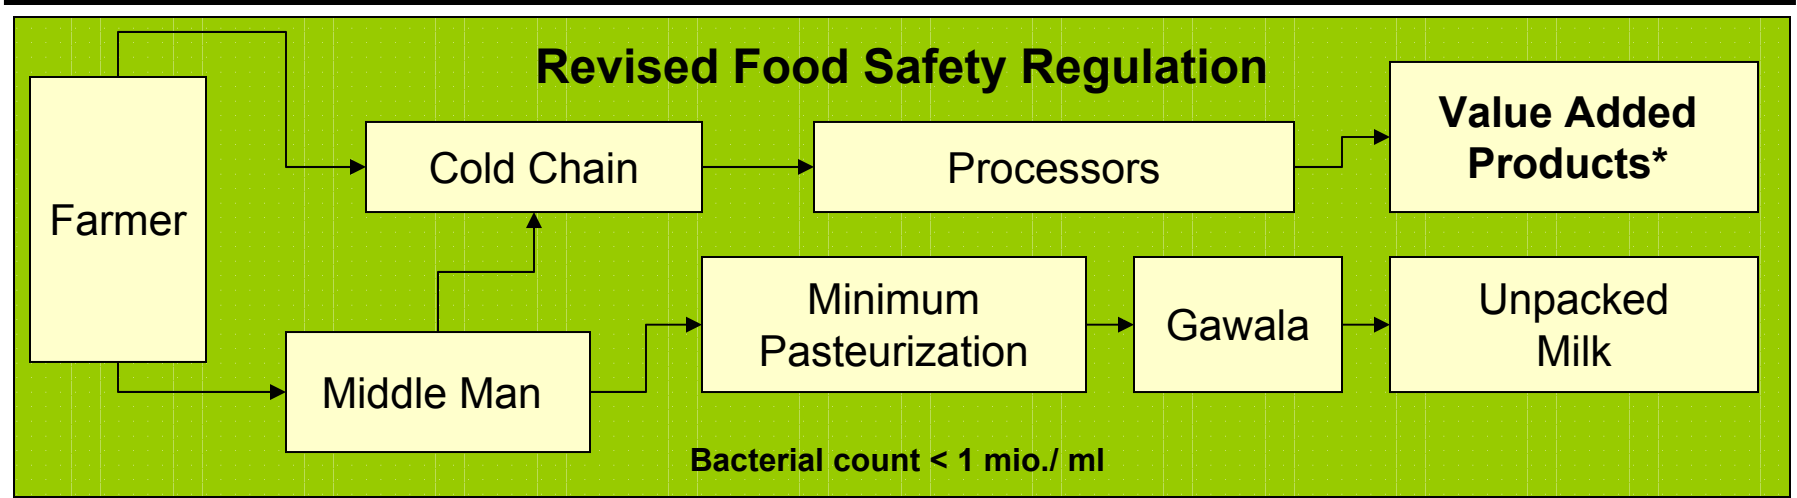 Revised Food Safety Regulation
Farmer
Cold Chain
Processors
Value Added
Products*
Middle Man
Minimum
Pasteurization
Gawala
Unpacked
Milk
Bacterial count < 1 mio./ ml